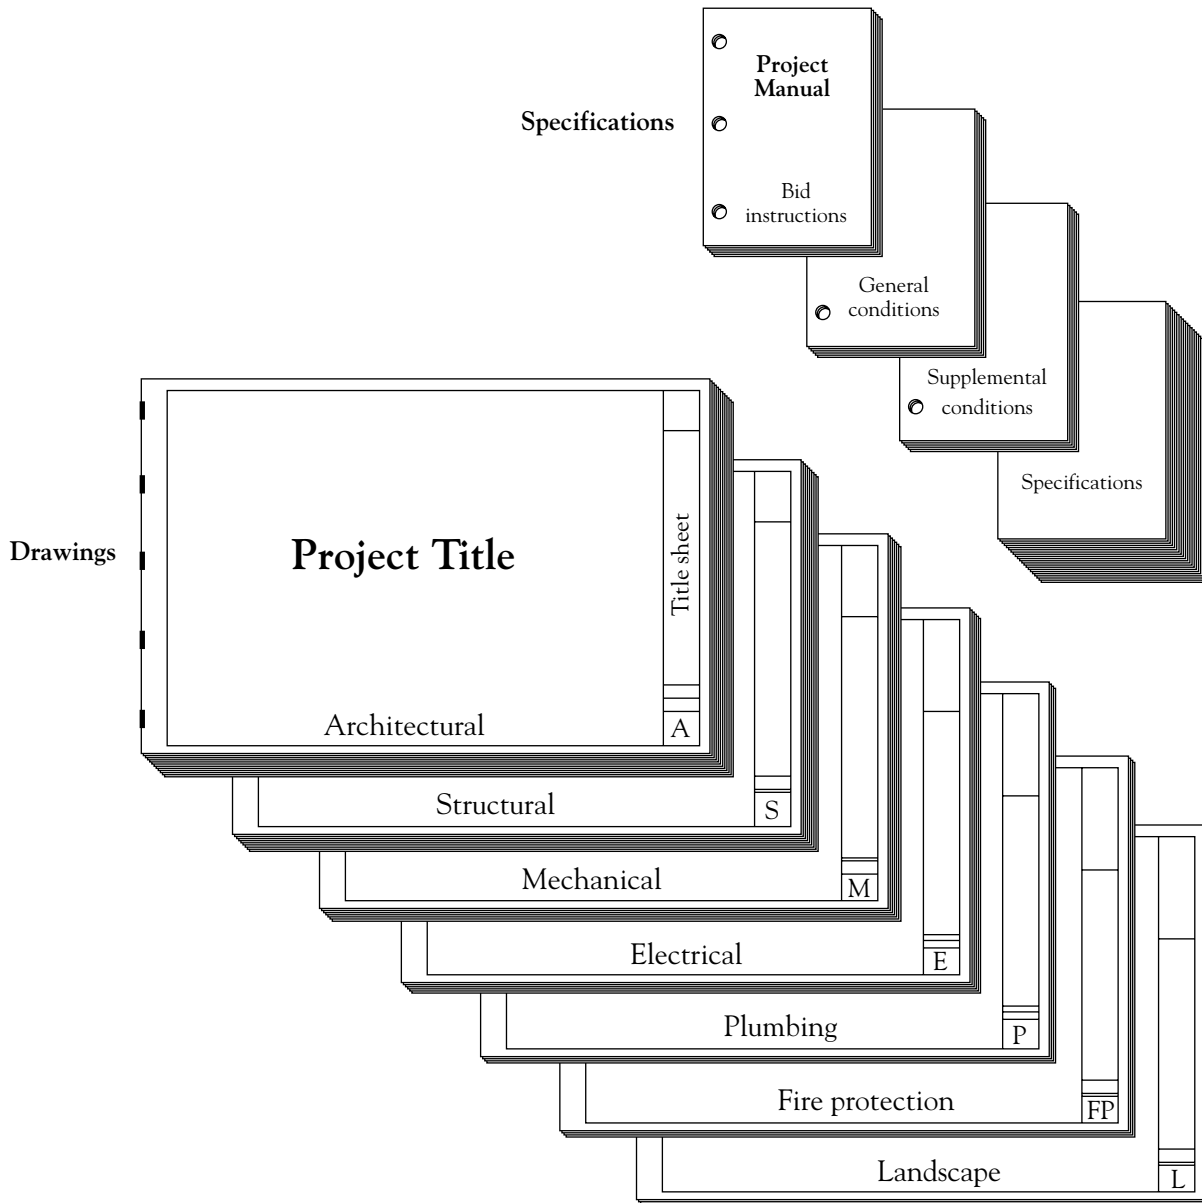 Project
Manual
Specifications
Bid
instructions
General
conditions
Supplemental
conditions
Specifications
Drawings
Project Title
Title sheet
Architectural
A
Structural
S
Mechanical
M
Electrical
E
Plumbing
P
Fire protection
FP
Landscape
L